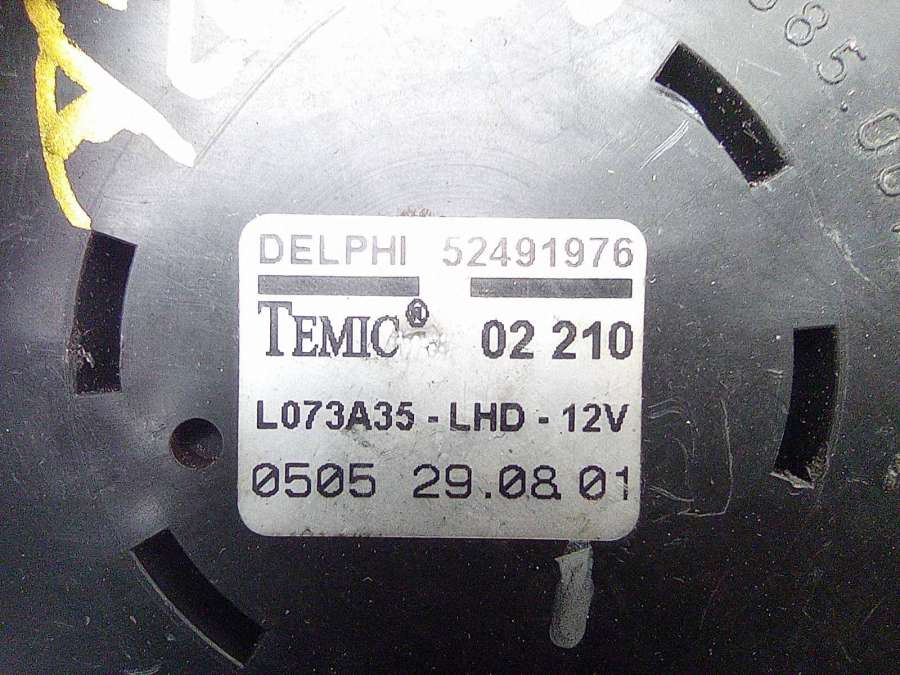 DELPHI 52491976
TEMIC® 02 210
L073A35 - LHD - 12V
0505 29.08 01